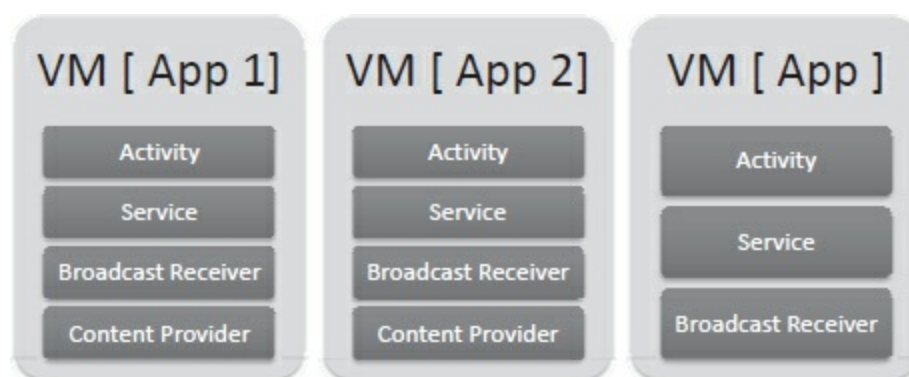 VM [ App 1]
Activity
Service
Broadcast Receiver
Content Provider
VM [ App 2]
Activity
Service
Broadcast Receiver
Content Provider
VM [ App ]
Activity
Service
Broadcast Receiver